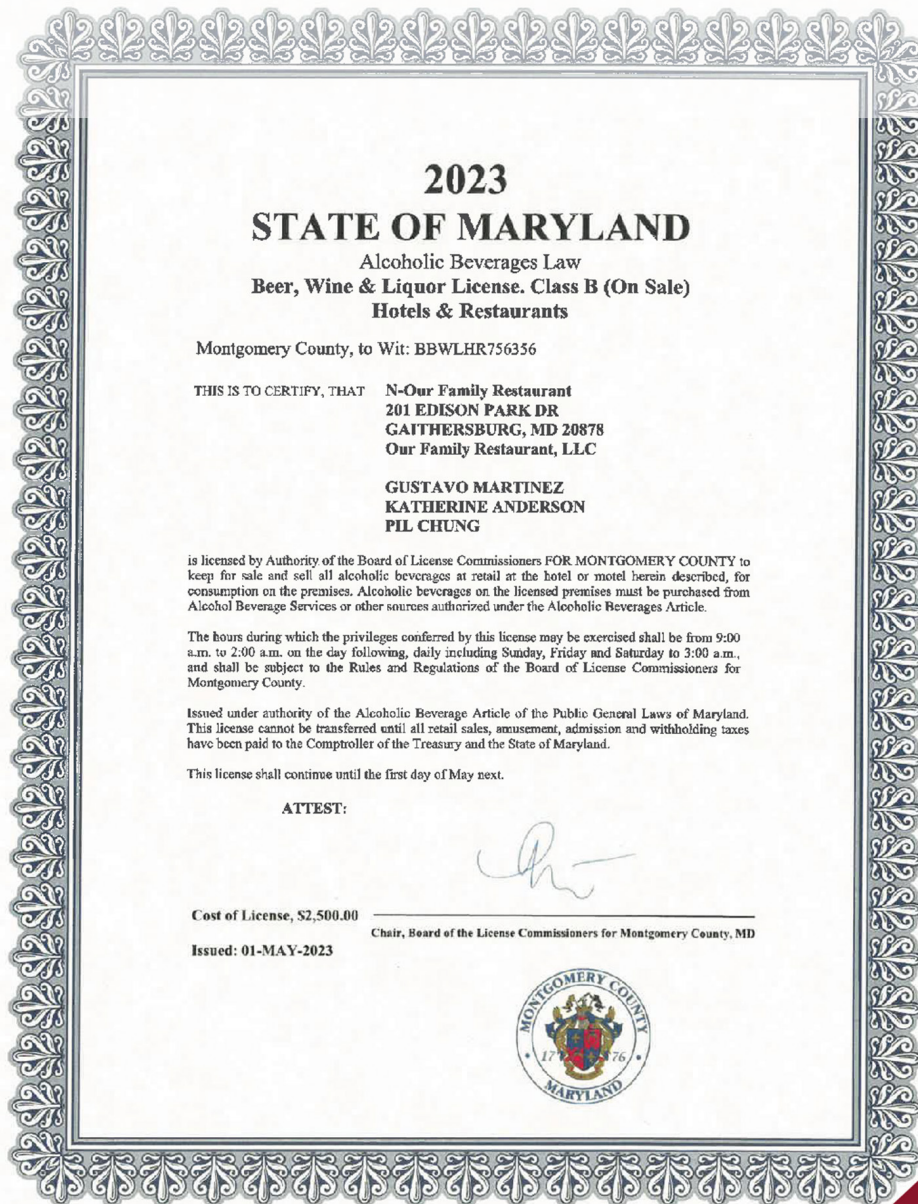 2023
STATE OF MARYLAND
Alcoholic Beverages Law
Beer, Wine & Liquor License. Class B (On Sale)
Hotels & Restaurants
Montgomery County, to Wit: BBWLHR756356
THIS IS TO CERTIFY, THAT N-Our Family Restaurant
201 EDISON PARK DR
GAITHERSBURG, MD 20878
Our Family Restaurant, LLC
GUSTAVO MARTINEZ
KATHERINE ANDERSON
PIL CHUNG
is licensed by Authority of the Board of License Commissioners FOR MONTGOMERY COUNTY to
keep for sale and sell all alcoholic beverages at retail at the hotel or motel herein described, for
consumption on the premises. Alcoholic beverages on the licensed premises must be purchased from
Alcohol Beverage Services or other sources authorized under the Alcoholic Beverages Article.
The hours during which the privileges conferred by this license may be exercised shall be from 9:00
a.m. to 2:00 a.m. on the day following, daily including Sunday, Friday and Saturday to 3:00 a.m.,
and shall be subject to the Rules and Regulations of the Board of License Commissioners for
Montgomery County.
Issued under authority of the Alcoholic Beverage Article of the Public General Laws of Maryland.
This license cannot be transferred until all retail sales, amusement, admission and withholding taxes
have been paid to the Comptroller of the Treasury and the State of Maryland.
This license shall continue until the first day of May next.
ATTEST:
Cost of License, $2,500.00
Chair, Board of the License Commissioners for Montgomery County, MD
Issued: 01-MAY-2023
MONTGOMERY COUNTY
17 76
MARYLAND